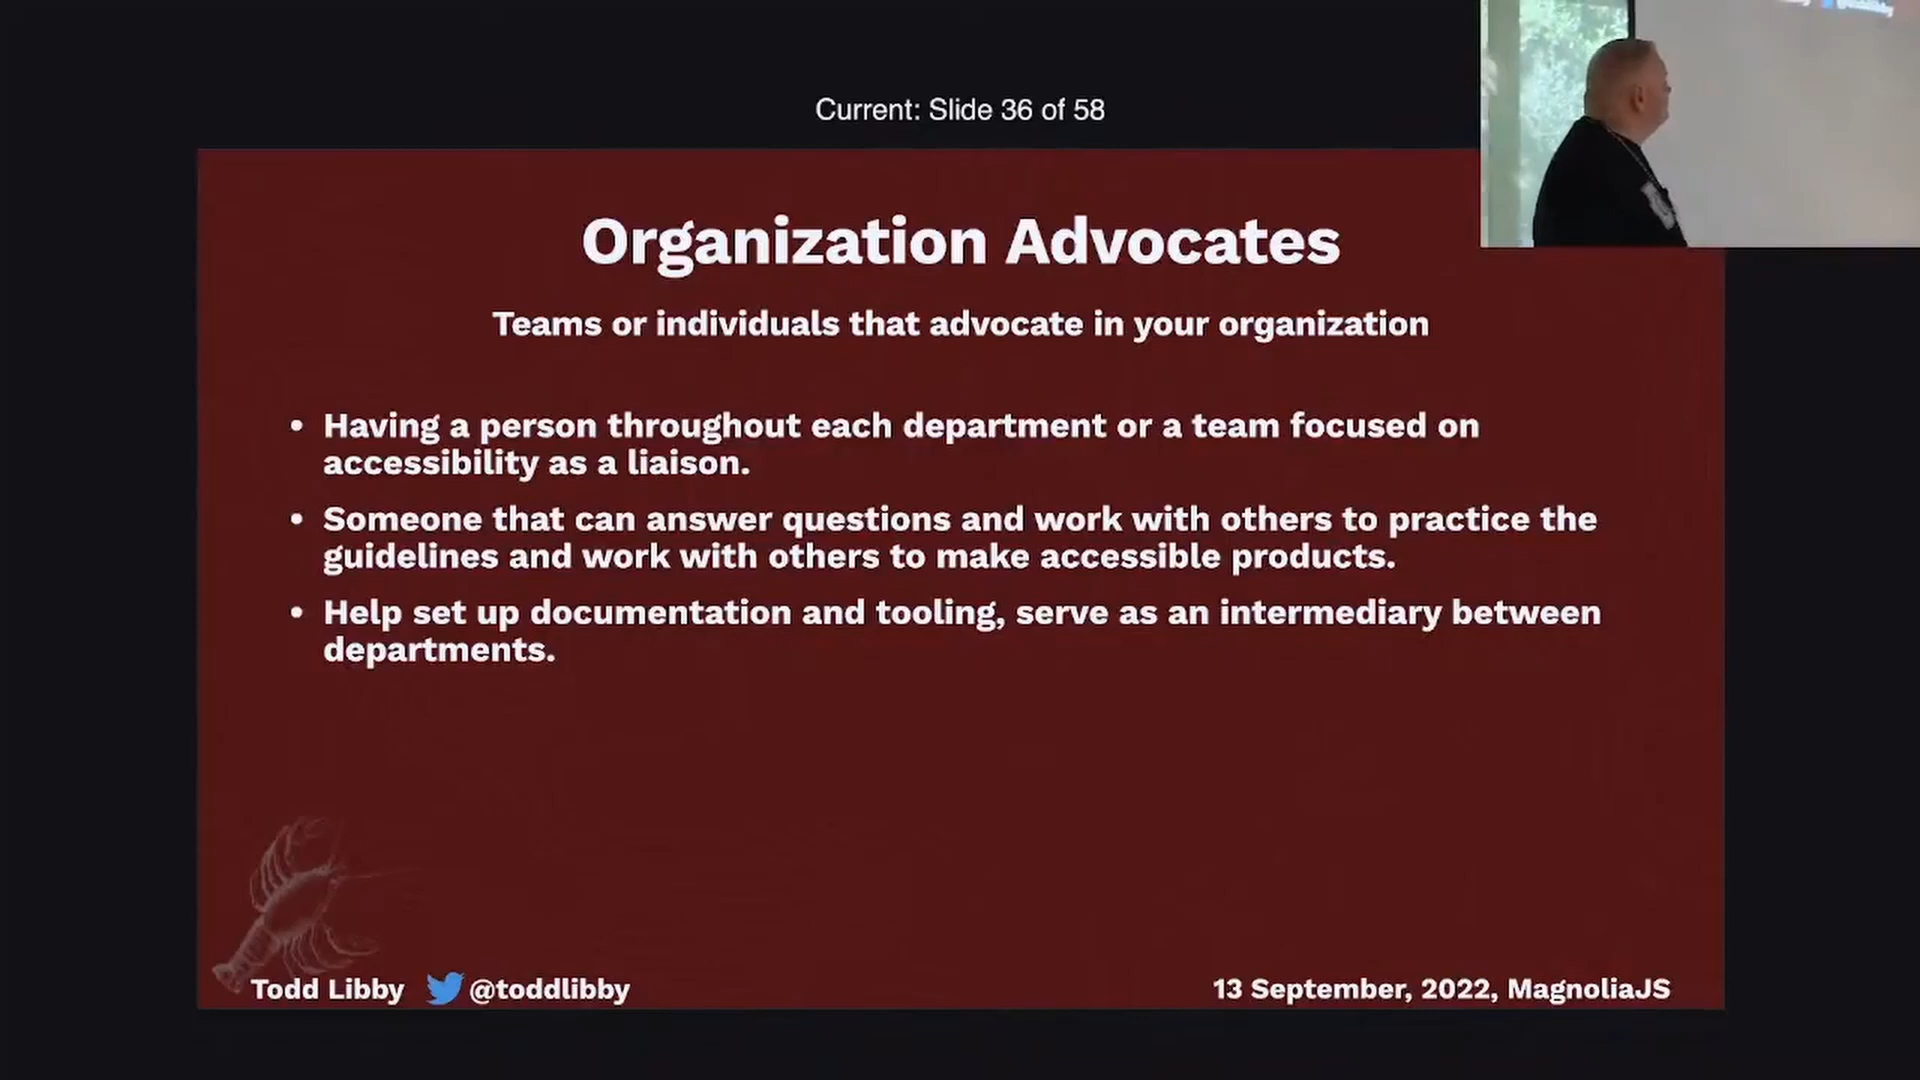 Current: Slide 36 of 58
Organization Advocates
Teams or individuals that advocate in your organization
• Having a person throughout each department or a team focused on
accessibility as a liaison.
• Someone that can answer questions and work with others to practice the
guidelines and work with others to make accessible products.
• Help set up documentation and tooling, serve as an intermediary between
departments.
Todd Libby @toddlibby
13 September, 2022, MagnoliaJS